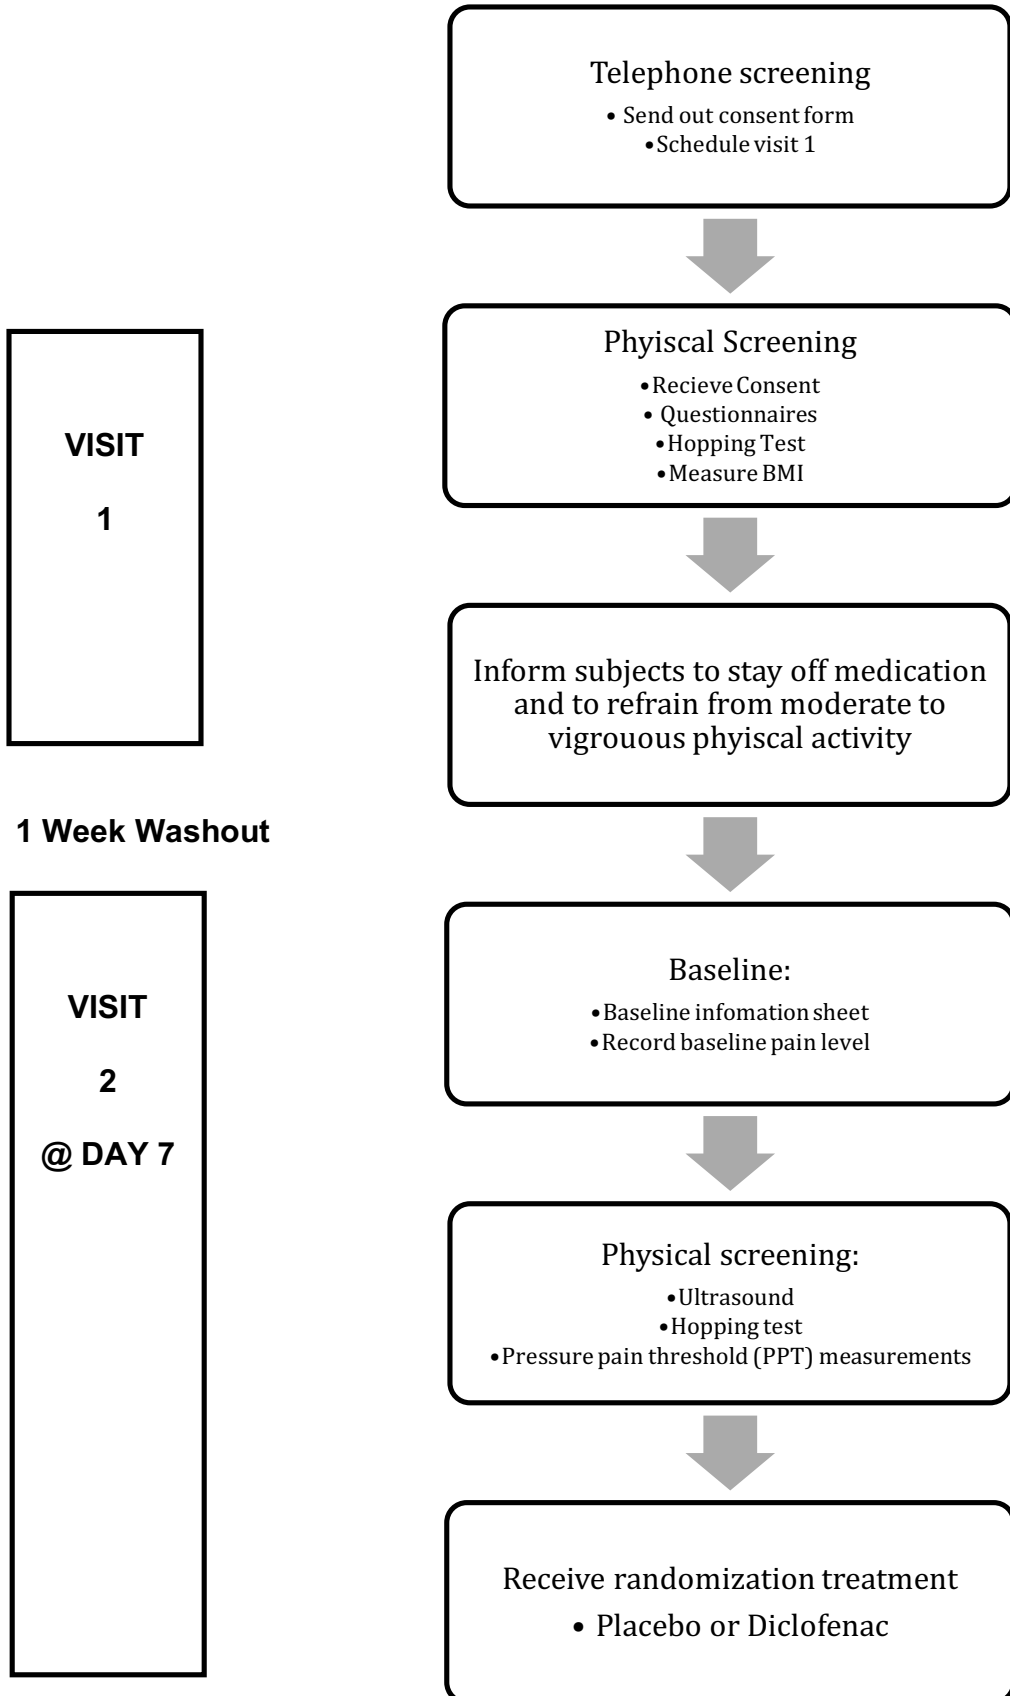 Telephone screening
• Send out consent form
•Schedule visit 1
VISIT
1
Phyiscal Screening
•Recieve Consent
• Questionnaires
•Hopping Test
•Measure BMI
Inform subjects to stay off medication
and to refrain from moderate to
vigrouous phyiscal activity
1 Week Washout
VISIT
2
@ DAY 7
Baseline:
•Baseline infomation sheet
•Record baseline pain level
Physical screening:
•Ultrasound
•Hopping test
•Pressure pain threshold (PPT) measurements
Receive randomization treatment
• Placebo or Diclofenac